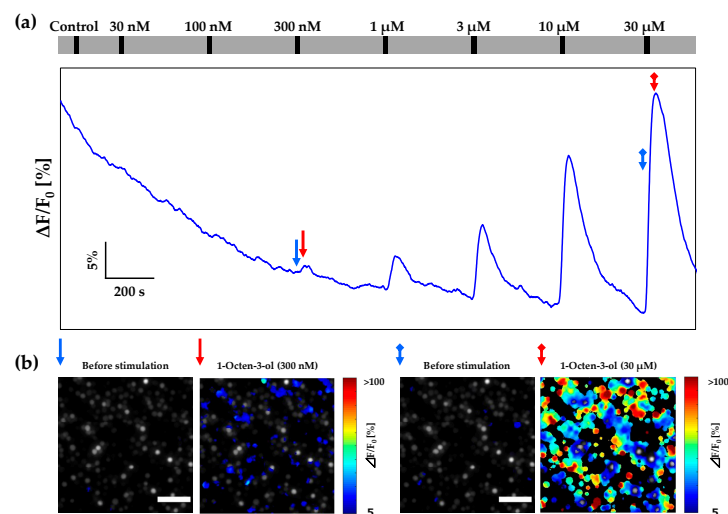 (a)
Control 30 nM 100 nM 300 nM 1 µM 3 µM 10 µM 30 µM
ΔF/F0 [%]
5%
200 s
(b)
Before stimulation 1-Octen-3-ol (300 nM) Before stimulation 1-Octen-3-ol (30 µM)
>100 >100
ΔF/F0 [%] ΔF/F0 [%]
5 5